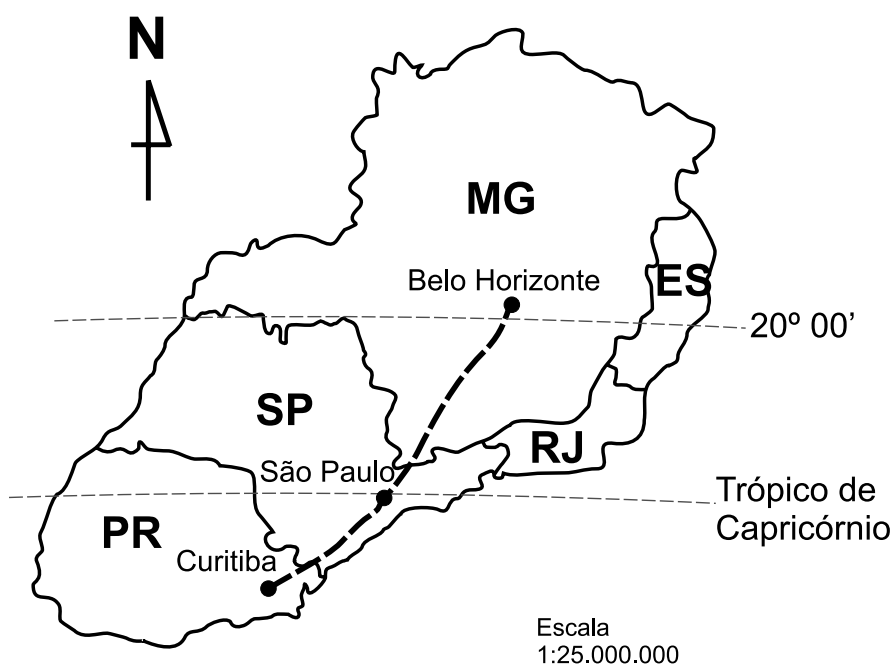 N
MG
Belo Horizonte
ES
20º 00’
SP
RJ
São Paulo
Trópico de
Capricórnio
PR
Curitiba
Escala
1:25.000.000